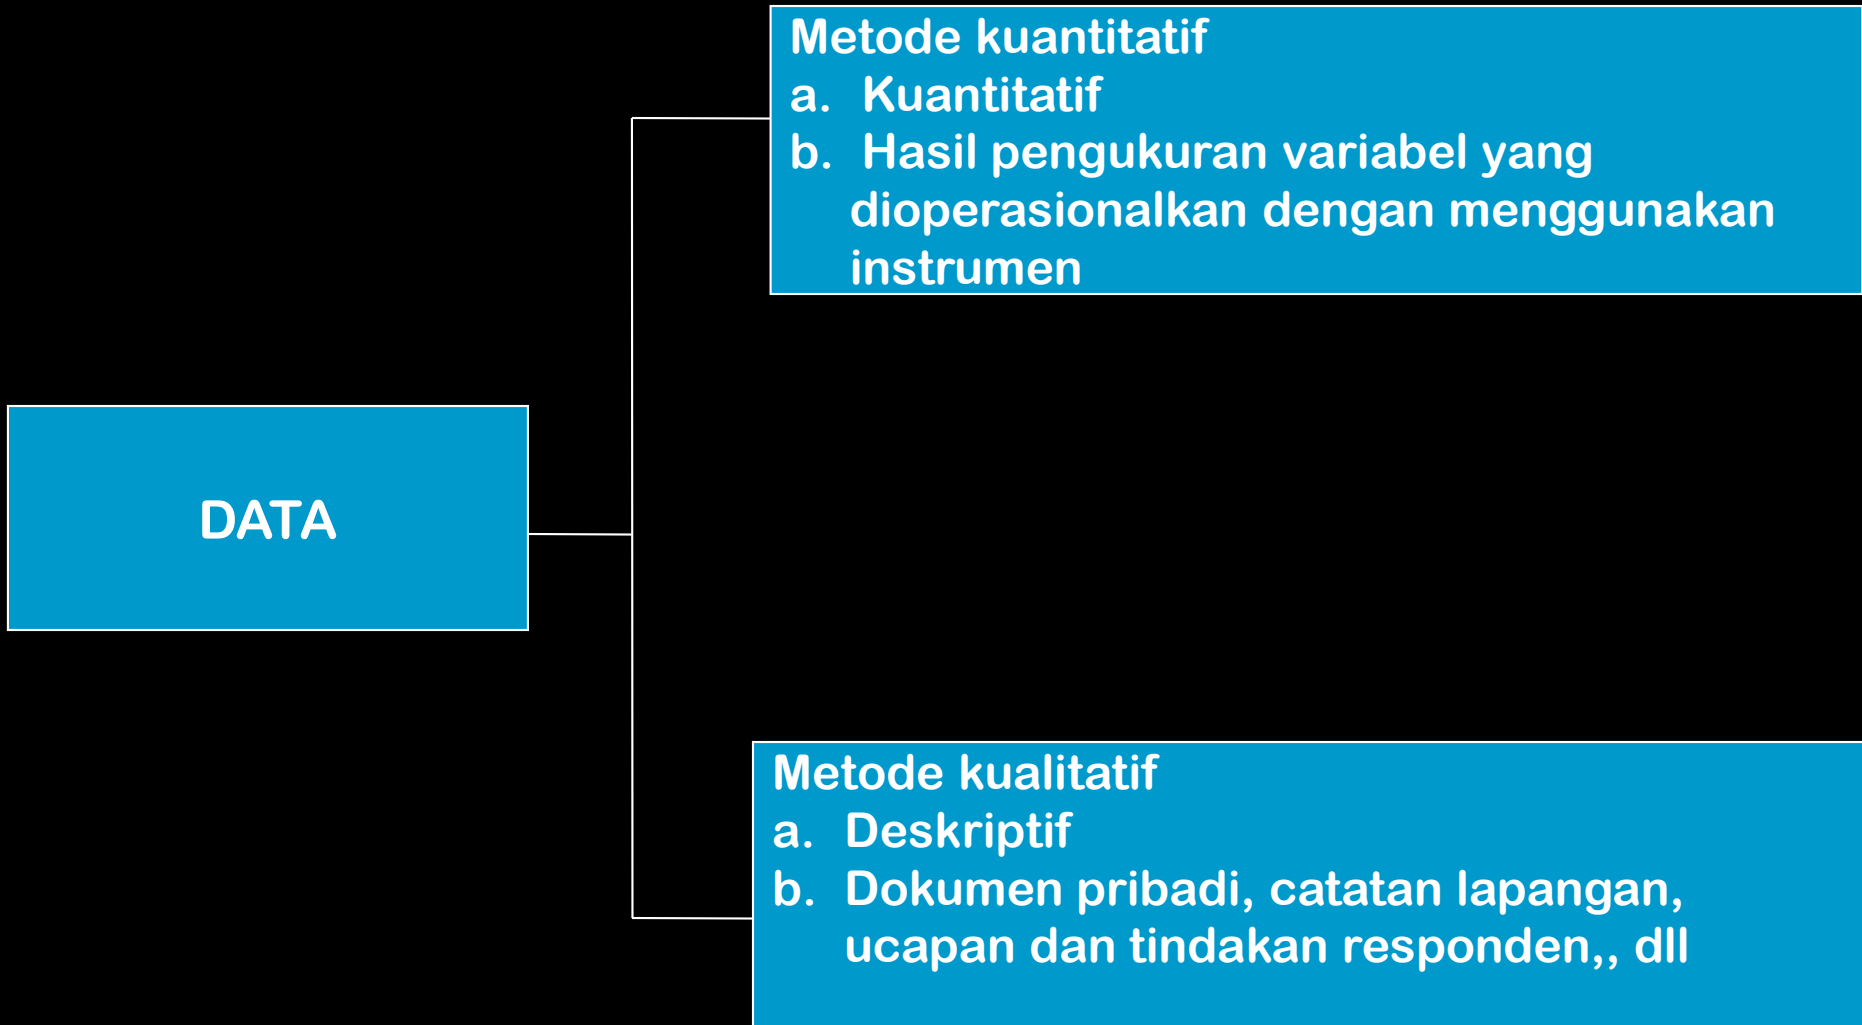 Metode kuantitatif
a. Kuantitatif
b. Hasil pengukuran variabel yang
dioperasionalkan dengan menggunakan
instrumen
DATA
Metode kualitatif
a. Deskriptif
b. Dokumen pribadi, catatan lapangan,
ucapan dan tindakan responden,, dll